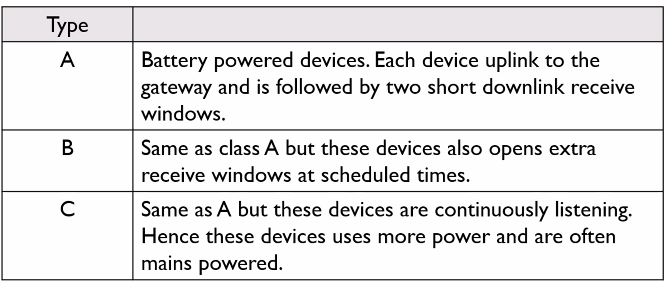 Type
A
Battery powered devices. Each device uplink to the
gateway and is followed by two short downlink receive
windows.
B
Same as class A but these devices also opens extra
receive windows at scheduled times.
C
Same as A but these devices are continuously listening.
Hence these devices uses more power and are often
mains powered.